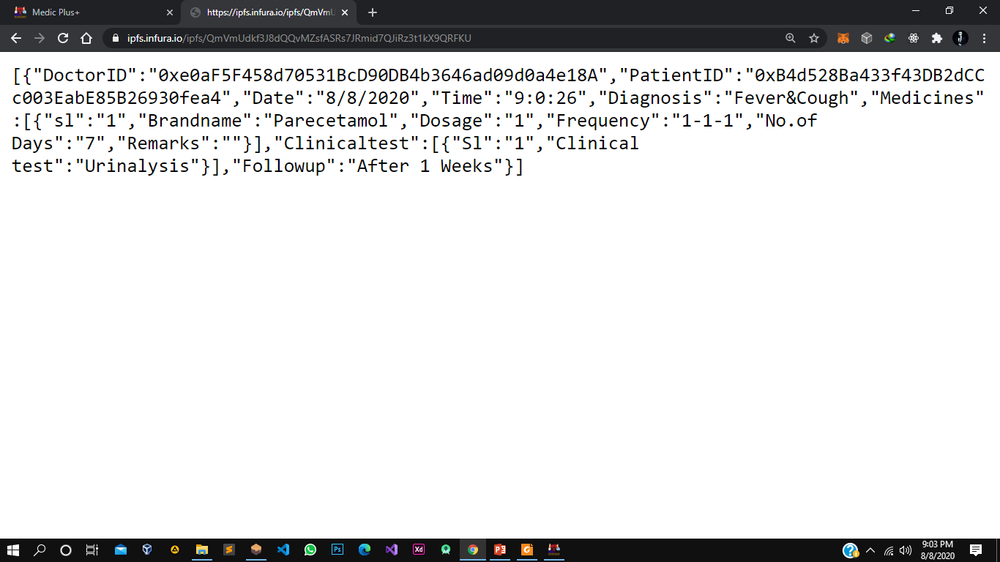 Medic Plus+
https://ipfs.infura.io/ipfs/QmVmU
ipfs.infura.io/ipfs/QmVmUdkf3J8dQQvMZsfASRs7JRmid7QJiRz3t1kX9QRFKU
[{"DoctorID":"0xe0aF5F458d70531BcD90DB4b3646ad09d0a4e18A","PatientID":"0xB4d528Ba433f43DB2dCC
c003EabE85B26930fea4","Date":"8/8/2020","Time":"9:0:26","Diagnosis":"Fever&Cough","Medicines"
:[{"sl":"1","Brandname":"Parecetamol","Dosage":"1","Frequency":"1-1-1","No.of
Days":"7","Remarks":""}],"Clinicaltest":[{"Sl":"1","Clinical
test":"Urinalysis"}],"Followup":"After 1 Weeks"}]
Ps
Xd
9:03 PM
8/8/2020